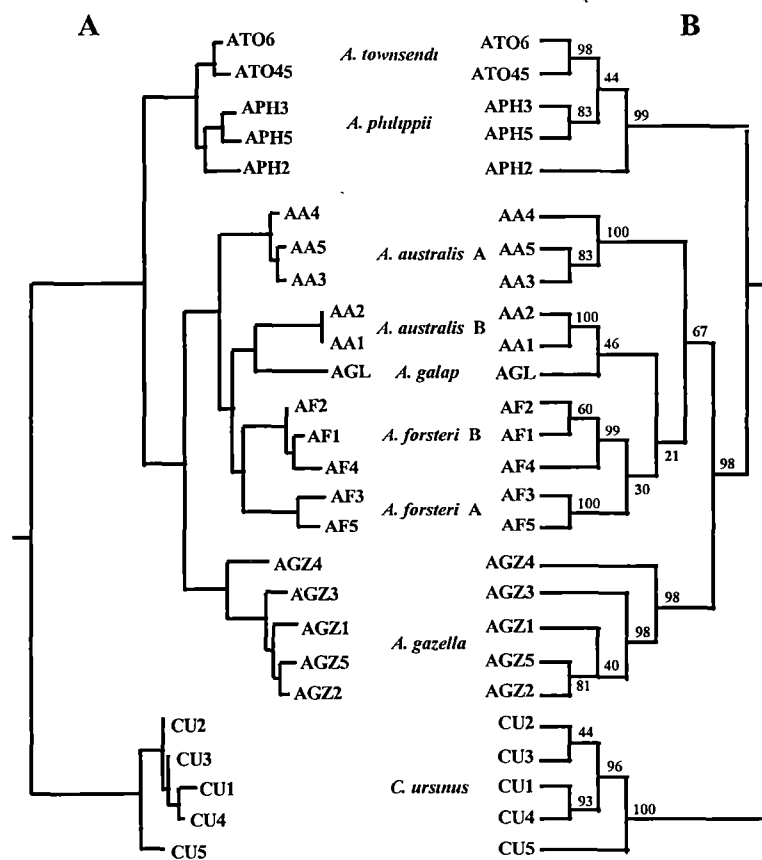 A B
ATO6 A. townsendi ATO6 98
ATO45 ATO45 44
APH3 A. philippii APH3 99
APH5 APH5 83
APH2 APH2
AA4 AA4 100
AA5 A. australis A AA5
AA3 AA3 83
AA2 A. australis B AA2 100 67
AA1 AA1 46
AGL A. galap AGL
AF2 AF2 60
AF1 A. forsteri B AF1 99
AF4 AF4 21 98
AF3 A. forsteri A AF3 100 30
AF5 AF5
AGZ4 AGZ4
AGZ3 AGZ3 98
AGZ1 A. gazella AGZ1 98
AGZ5 AGZ5 40
AGZ2 AGZ2 81
CU2 CU2 44
CU3 CU3 96
CU1 C. ursinus CU1 93
CU4 CU4 100
CU5 CU5